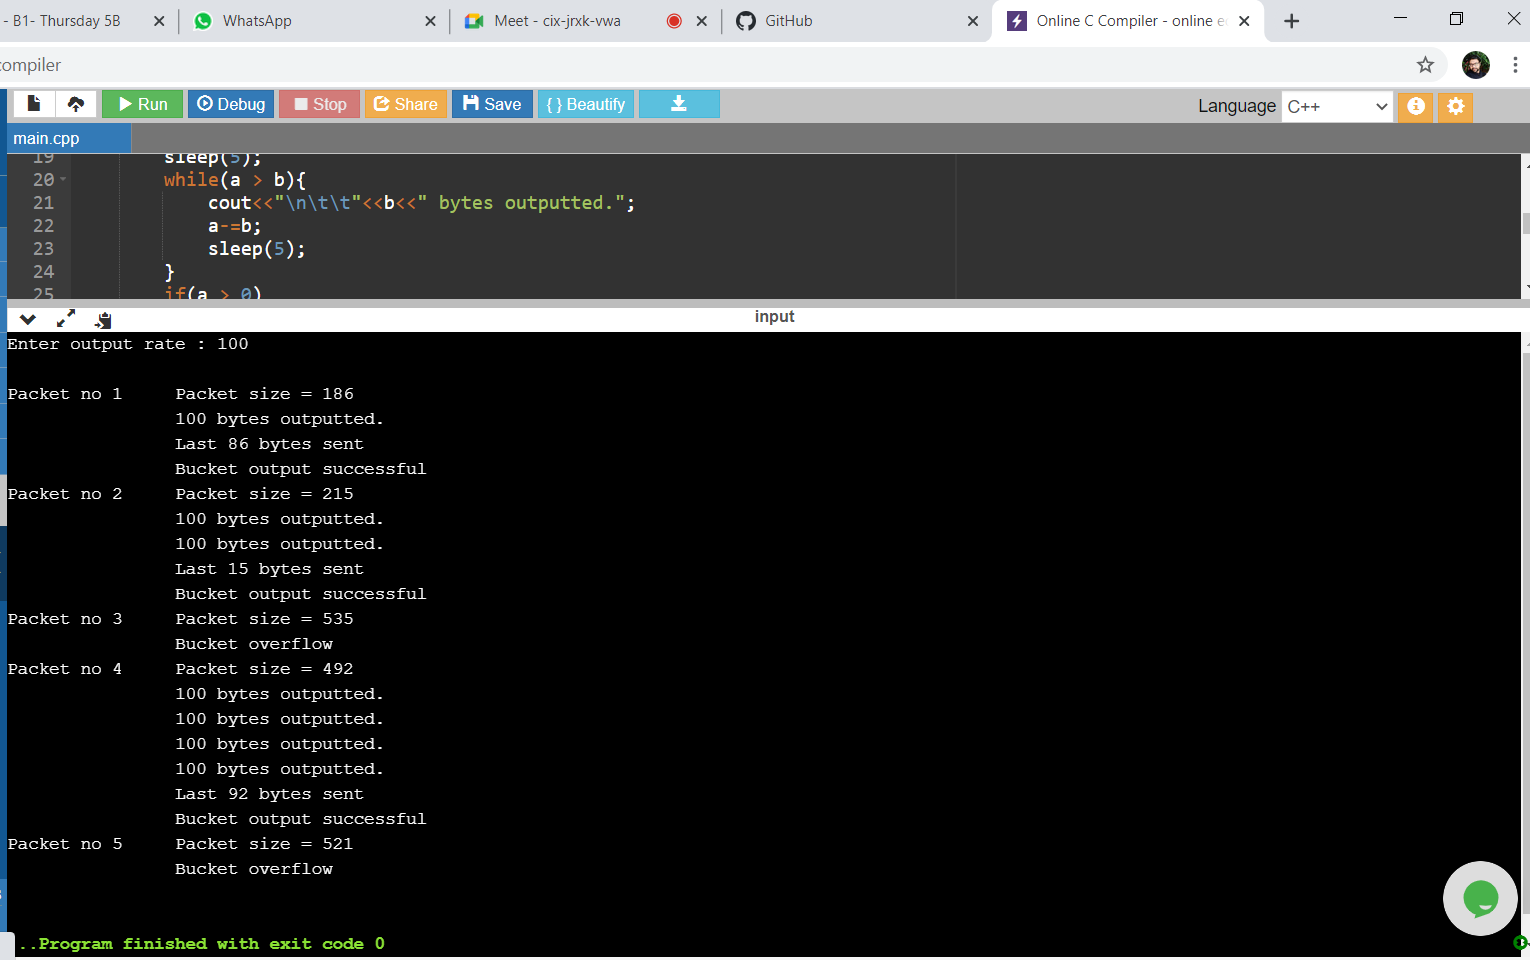 - B1- Thursday 5B
WhatsApp
Meet - cix-jrxk-vwa
GitHub
Online C Compiler - online e
ompiler
Run
Debug
Stop
Share
Save
{ } Beautify
Language C++
main.cpp
19 sleep(5);
20 while(a > b){
21 cout<<"\n\t\t"<<b<<" bytes outputted.";
22 a-=b;
23 sleep(5);
24 }
25 if(a > 0)
input
Enter output rate : 100
Packet no 1 Packet size = 186
100 bytes outputted.
Last 86 bytes sent
Bucket output successful
Packet no 2 Packet size = 215
100 bytes outputted.
100 bytes outputted.
Last 15 bytes sent
Bucket output successful
Packet no 3 Packet size = 535
Bucket overflow
Packet no 4 Packet size = 492
100 bytes outputted.
100 bytes outputted.
100 bytes outputted.
100 bytes outputted.
Last 92 bytes sent
Bucket output successful
Packet no 5 Packet size = 521
Bucket overflow
..Program finished with exit code 0